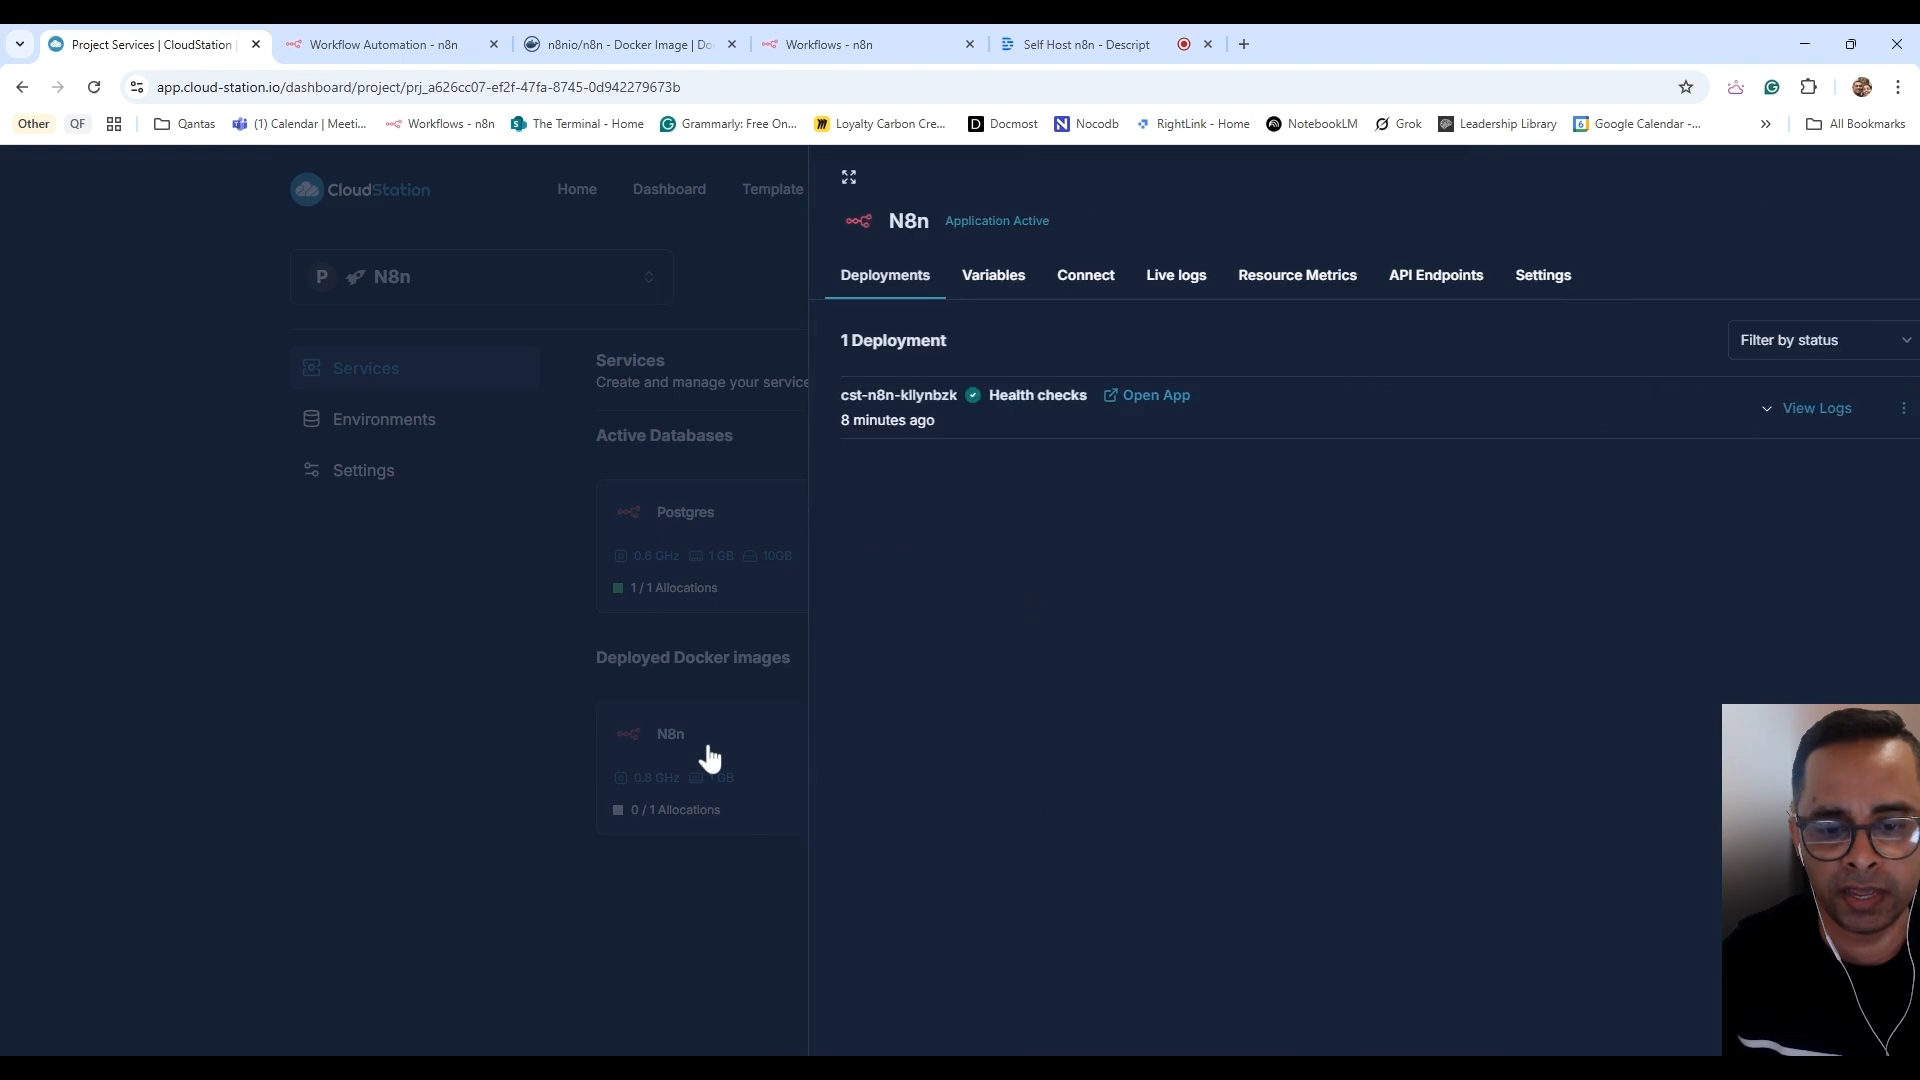 Project Services | CloudStation
Workflow Automation - n8n
n8nio/n8n - Docker Image | Do
Workflows - n8n
Self Host n8n - Descript
app.cloud-station.io/dashboard/project/prj_a626cc07-ef2f-47fa-8745-0d942279673b
Other
QF
Qantas
(1) Calendar | Meeti...
Workflows - n8n
The Terminal - Home
Grammarly: Free On...
Loyalty Carbon Cre...
Docmost
Nocodb
RightLink - Home
NotebookLM
Grok
Leadership Library
Google Calendar -...
All Bookmarks
CloudStation
Home
Dashboard
Template
P
N8n
Services
Environments
Settings
Services
Create and manage your service
Active Databases
Postgres
0.6 GHz
1 GB
10GB
1 / 1 Allocations
Deployed Docker images
N8n
0.8 GHz
GB
0 / 1 Allocations
N8n
Application Active
Deployments
Variables
Connect
Live logs
Resource Metrics
API Endpoints
Settings
1 Deployment
Filter by status
cst-n8n-kllynbzk
Health checks
Open App
8 minutes ago
View Logs